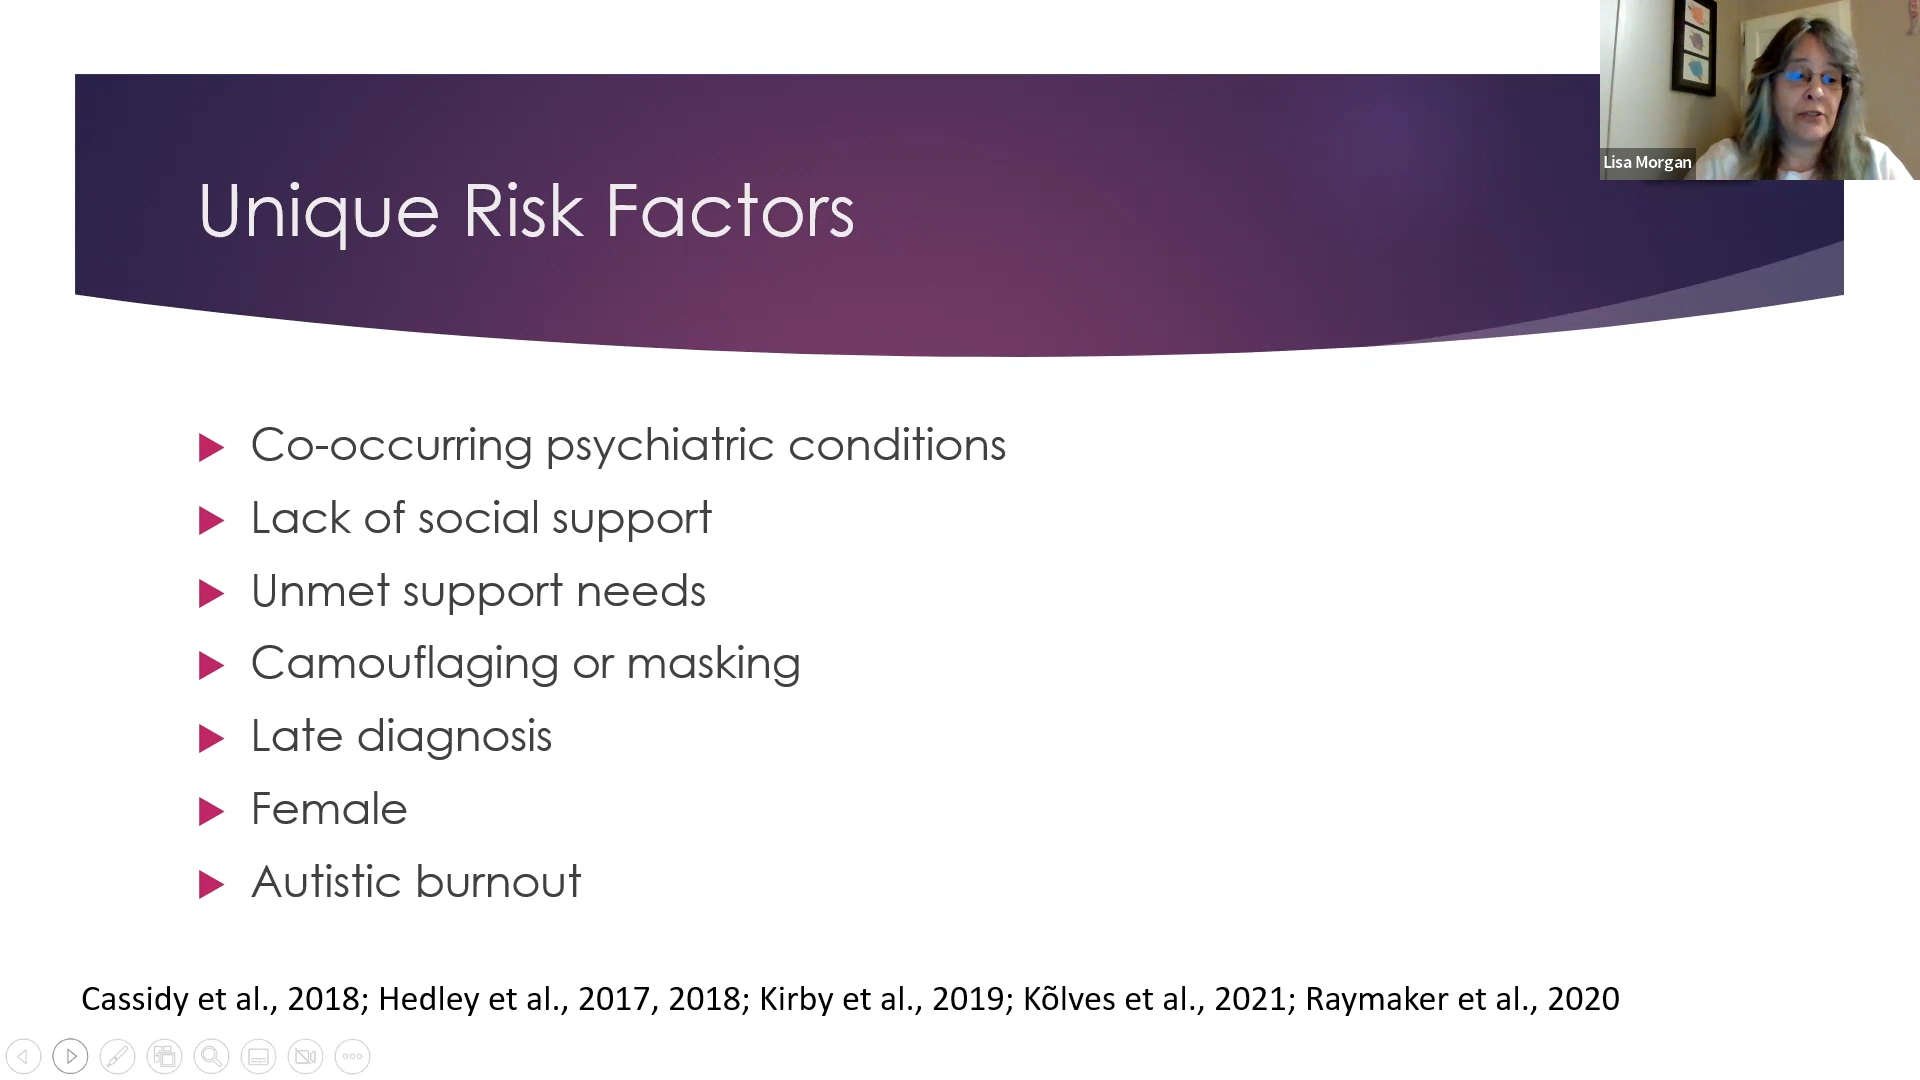 Lisa Morgan
Unique Risk Factors
Co-occurring psychiatric conditions
Lack of social support
Unmet support needs
Camouflaging or masking
Late diagnosis
Female
Autistic burnout
Cassidy et al., 2018; Hedley et al., 2017, 2018; Kirby et al., 2019; Kõlves et al., 2021; Raymaker et al., 2020